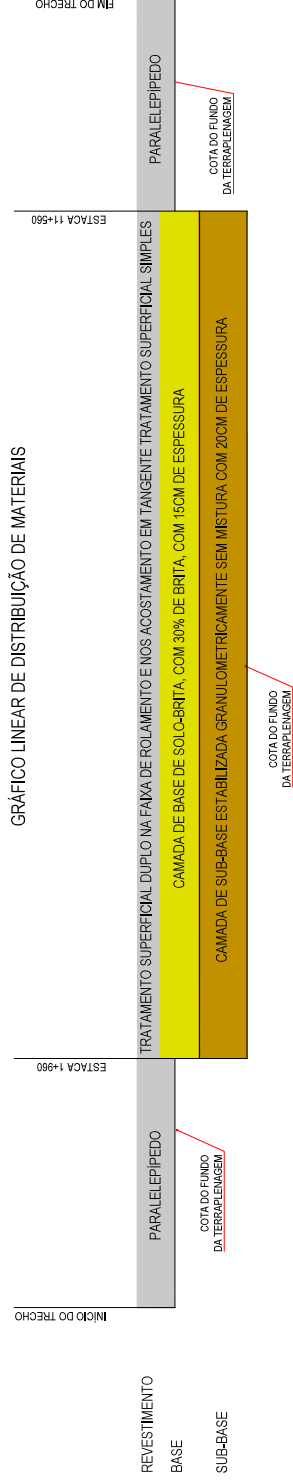 GRÁFICO LINEAR DE DISTRIBUIÇÃO DE MATERIAIS
INÍCIO DO TRECHO
ESTACA 1+960
ESTACA 11+560
FIM DO TRECHO
REVESTIMENTO
PARALELEPÍPEDO
TRATAMENTO SUPERFICIAL DUPLO NA FAIXA DE ROLAMENTO E NOS ACOSTAMENTO EM TANGENTE TRATAMENTO SUPERFICIAL SIMPLES
PARALELEPÍPEDO
BASE
CAMADA DE BASE DE SOLO-BRITA, COM 30% DE BRITA, COM 15CM DE ESPESSURA
SUB-BASE
COTA DO FUNDO
DA TERRAPLENAGEM
CAMADA DE SUB-BASE ESTABILIZADA GRANULOMETRICAMENTE SEM MISTURA COM 20CM DE ESPESSURA
COTA DO FUNDO
DA TERRAPLENAGEM
COTA DO FUNDO
DA TERRAPLENAGEM